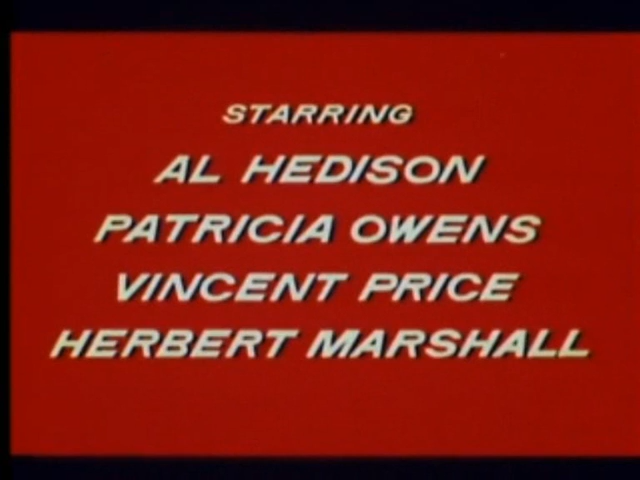 STARRING
AL HEDISON
PATRICIA OWENS
VINCENT PRICE
HERBERT MARSHALL